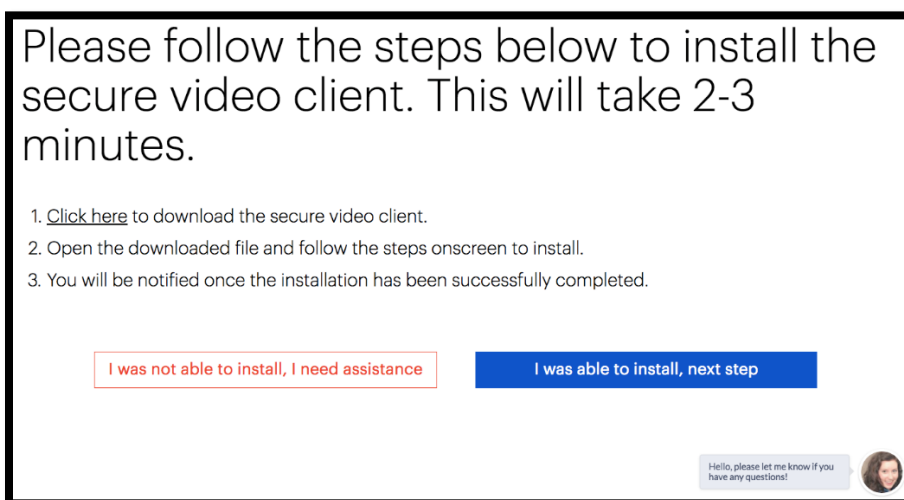 Please follow the steps below to install the
secure video client. This will take 2-3
minutes.
1. Click here to download the secure video client.
2. Open the downloaded file and follow the steps onscreen to install.
3. You will be notified once the installation has been successfully completed.
I was not able to install, I need assistance
I was able to install, next step
Hello, please let me know if you
have any questions!